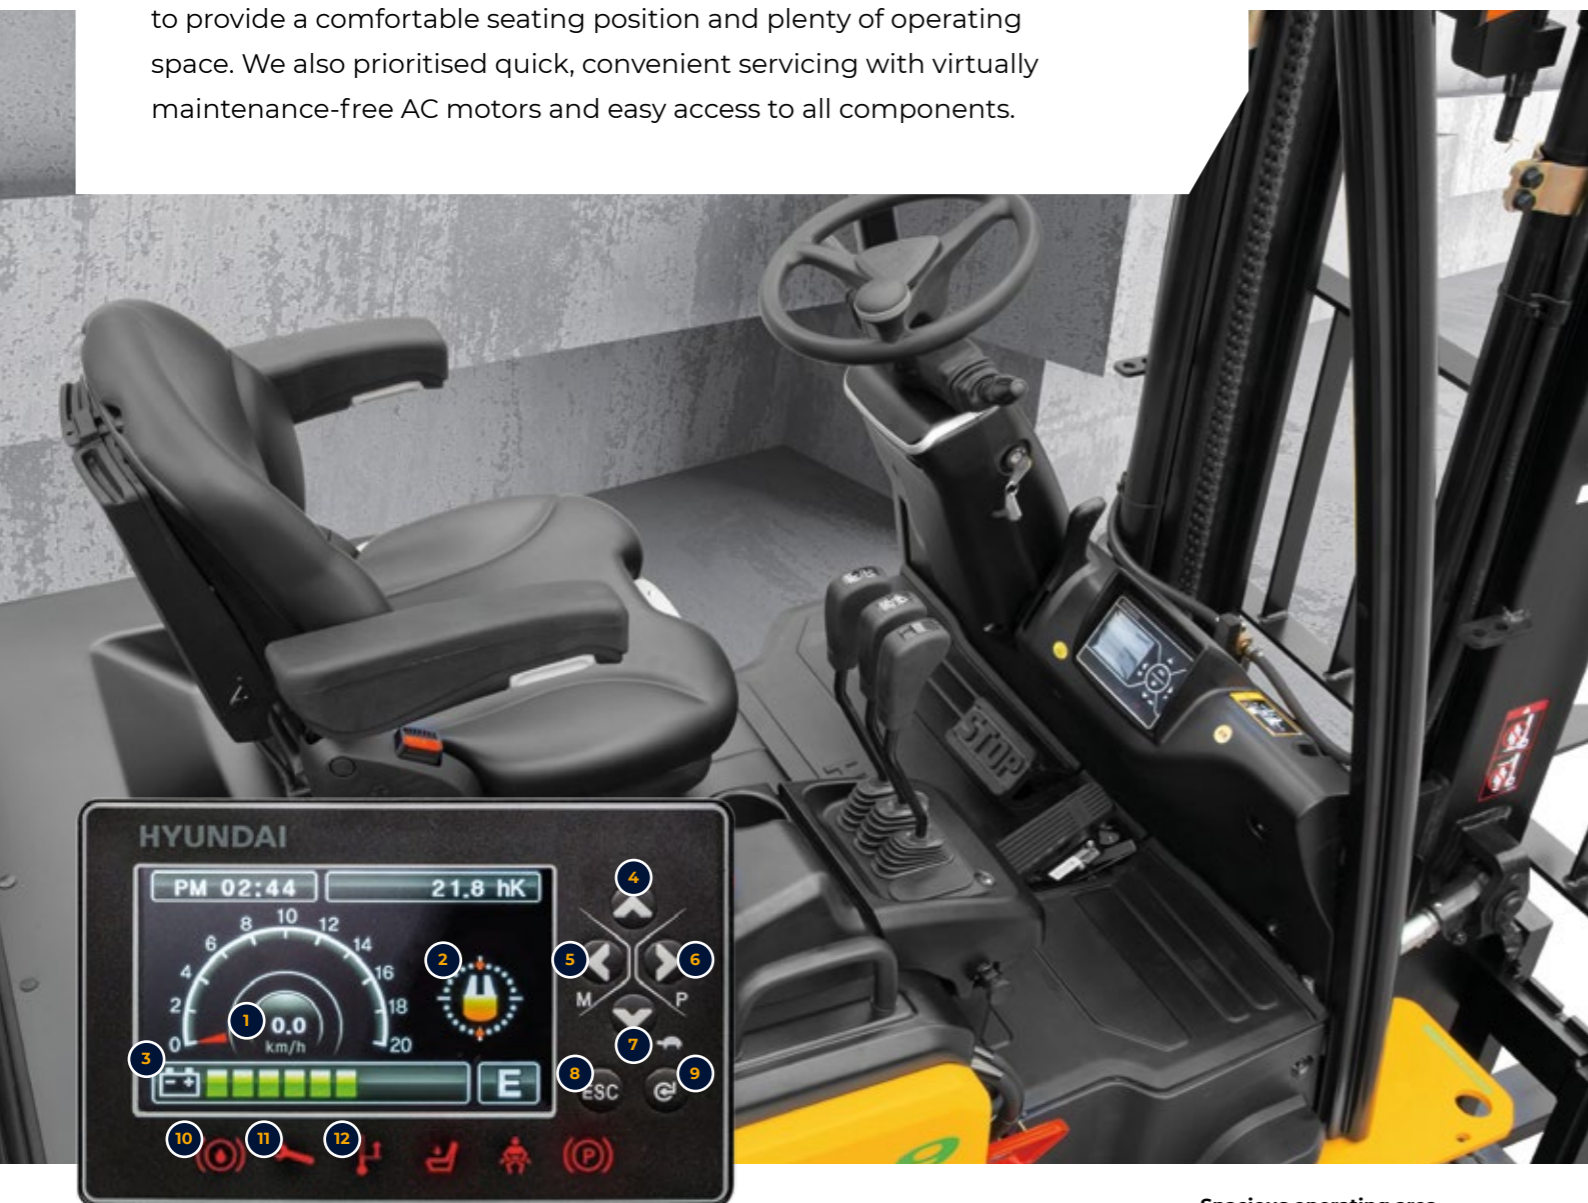 to provide a comfortable seating position and plenty of operating
space. We also prioritised quick, convenient servicing with virtually
maintenance-free AC motors and easy access to all components.
STOP
HYUNDAI
PM 02:44 21.8 hK
0 2 4 6 8 10 12 14 16 18 20
0.0
km/h
E
M P
ESC
P
1
2
3
4
5
6
7
8
9
10
11
12
Spacious operating area